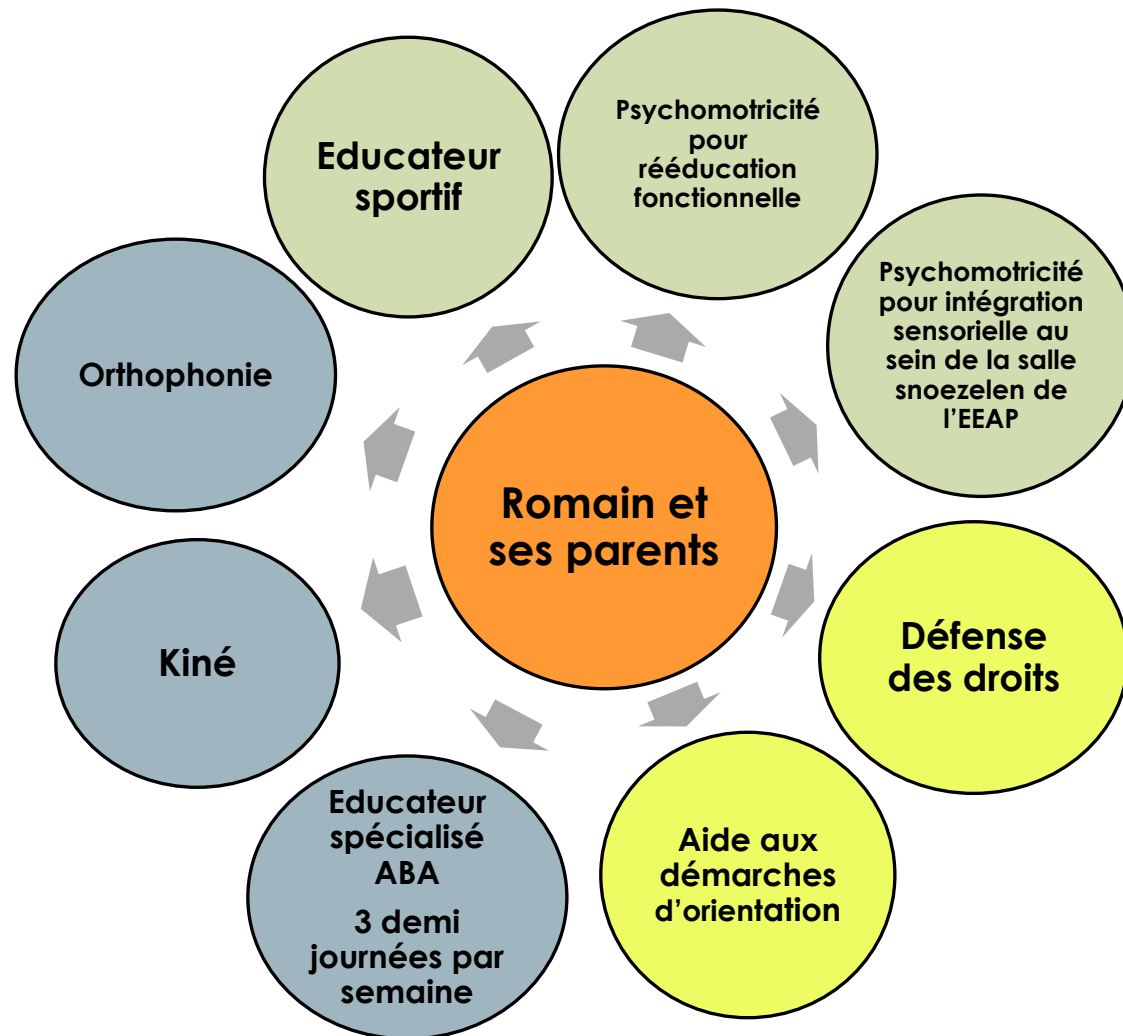 Educateur
sportif
Psychomotricité
pour
rééducation
fonctionnelle
Psychomotricité
pour intégration
sensorielle au
sein de la salle
snoezelen de
l’EEAP
Orthophonie
Romain et
ses parents
Défense
des droits
Kiné
Educateur
spécialisé
ABA
3 demi
journées par
semaine
Aide aux
démarches
d’orientation